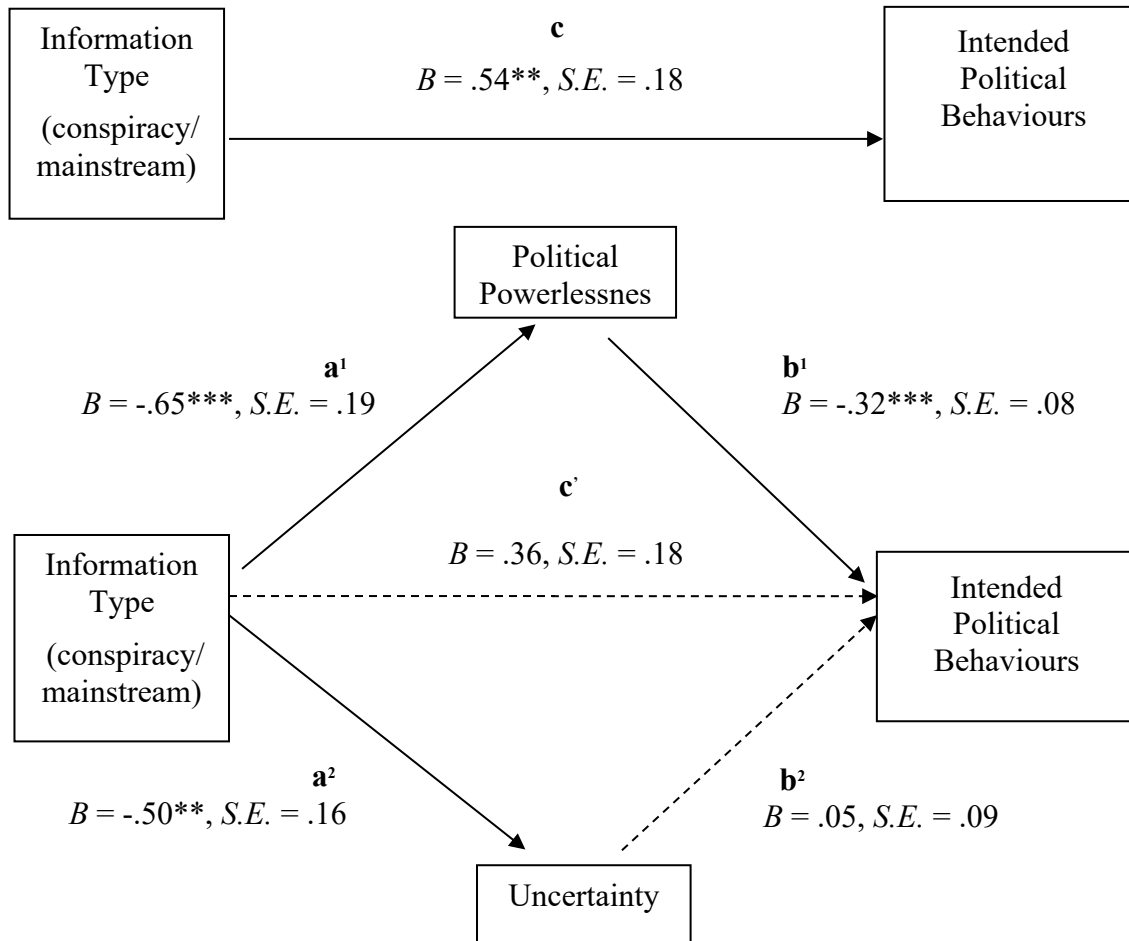 Information
Type
(conspiracy/
mainstream)
c
B = .54**, S.E. = .18
Intended
Political
Behaviours
Political
Powerlessnes
a¹
B = -.65***, S.E. = .19
b¹
B = -.32***, S.E. = .08
c’
B = .36, S.E. = .18
Information
Type
(conspiracy/
mainstream)
Intended
Political
Behaviours
a²
B = -.50**, S.E. = .16
b²
B = .05, S.E. = .09
Uncertainty